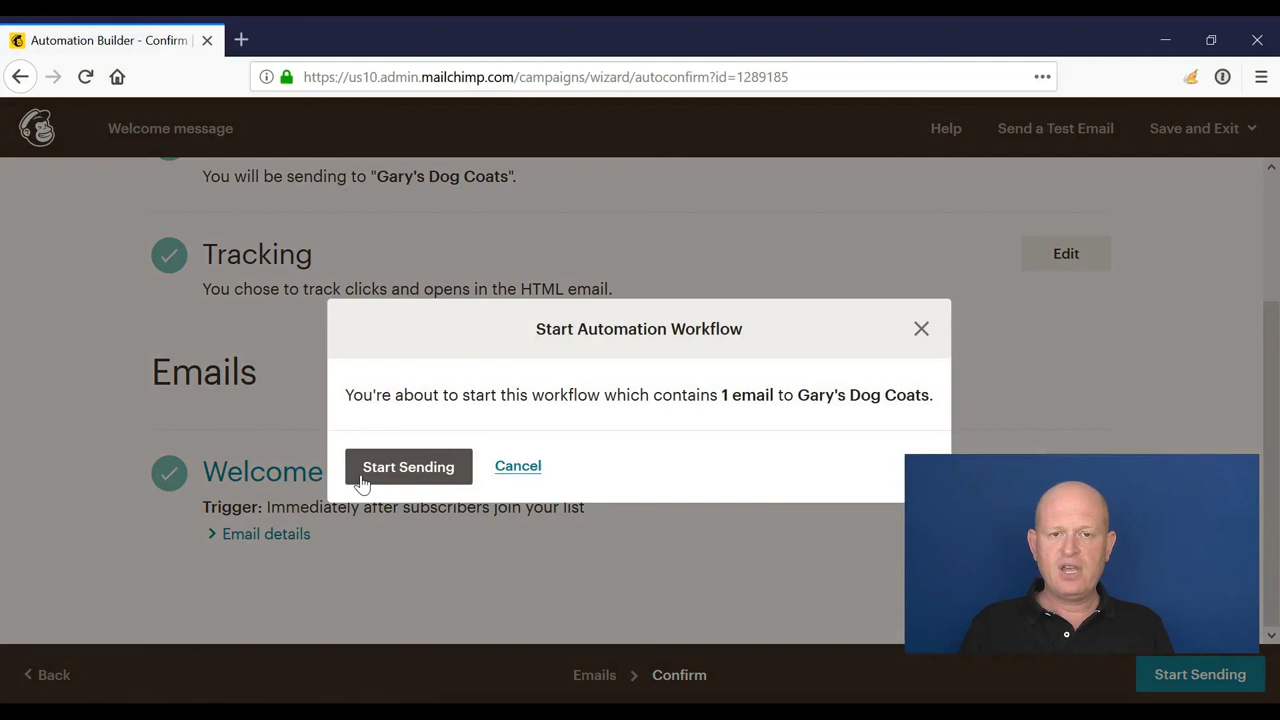 Automation Builder - Confirm
https://us10.admin.mailchimp.com/campaigns/wizard/autoconfirm?id=1289185
Welcome message
Help
Send a Test Email
Save and Exit
You will be sending to "Gary's Dog Coats".
Tracking
Edit
You chose to track clicks and opens in the HTML email.
Start Automation Workflow
Emails
You're about to start this workflow which contains 1 email to Gary's Dog Coats.
Start Sending
Cancel
Welcome
Trigger: Immediately after subscribers join your list
Email details
Back
Emails
Confirm
Start Sending